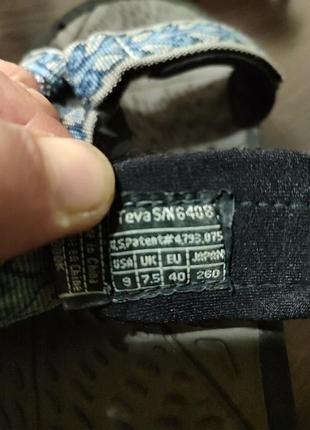 Teva S/N 6408
U.S. Patent# 4,793,075
USA UK EU JAPAN
9 7.5 40 260